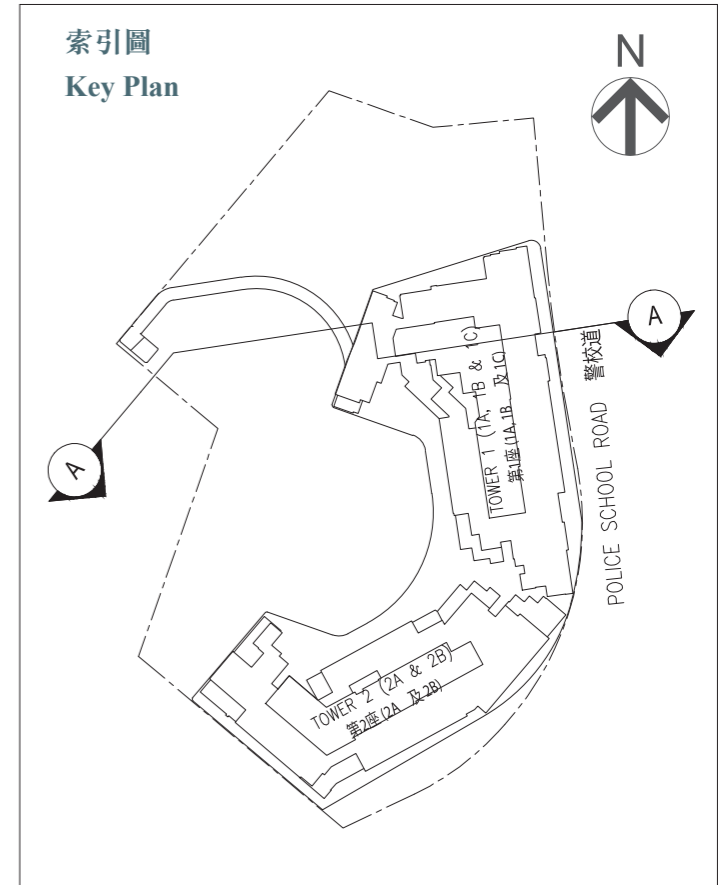 索引圖
Key Plan
N
A
A
TOWER 1 (1A, 1B & 1C)
第1座(1A,1B 及1C)
POLICE SCHOOL ROAD 警校道
TOWER 2 (2A & 2B)
第2座(2A 及2B)